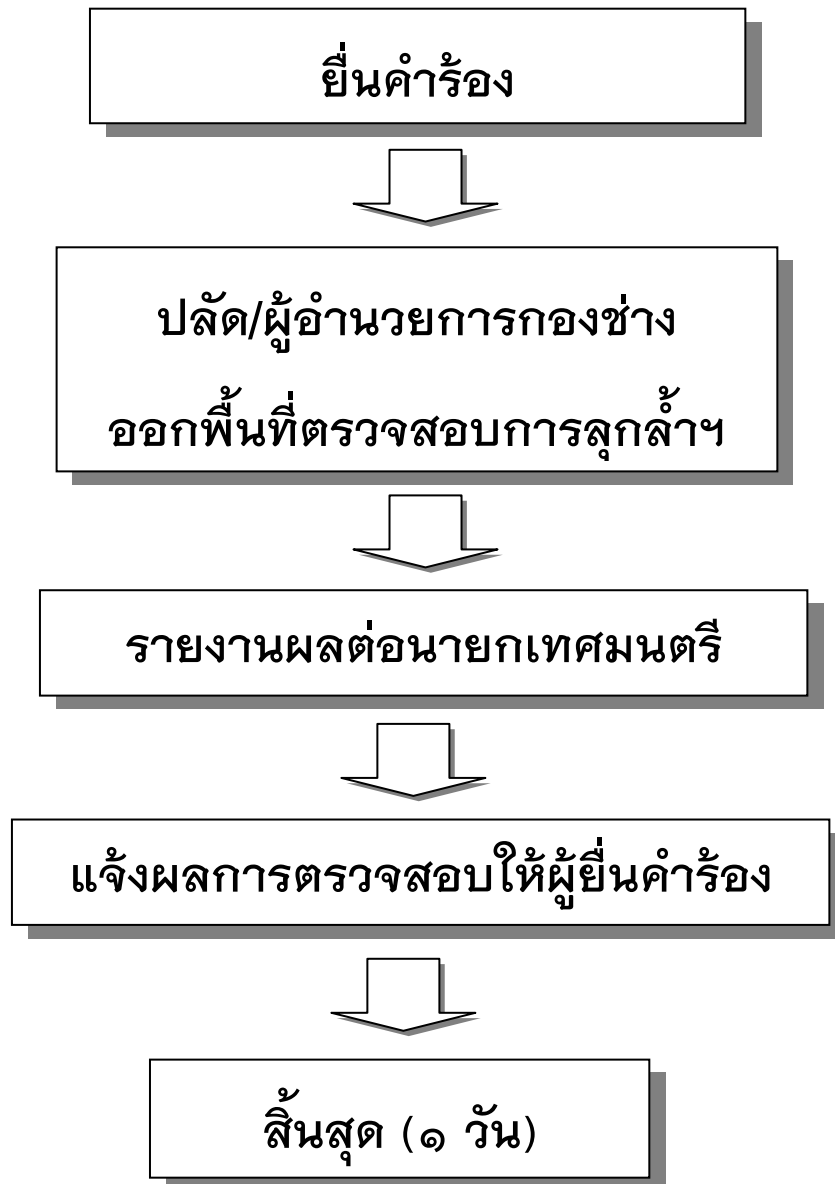 ยื่นคำร้อง
ปลัด/ผู้อำนวยการกองช่าง
ออกพื้นที่ตรวจสอบการลุกล้ำฯ
รายงานผลต่อนายกเทศมนตรี
แจ้งผลการตรวจสอบให้ผู้ยื่นคำร้อง
สิ้นสุด (๑ วัน)